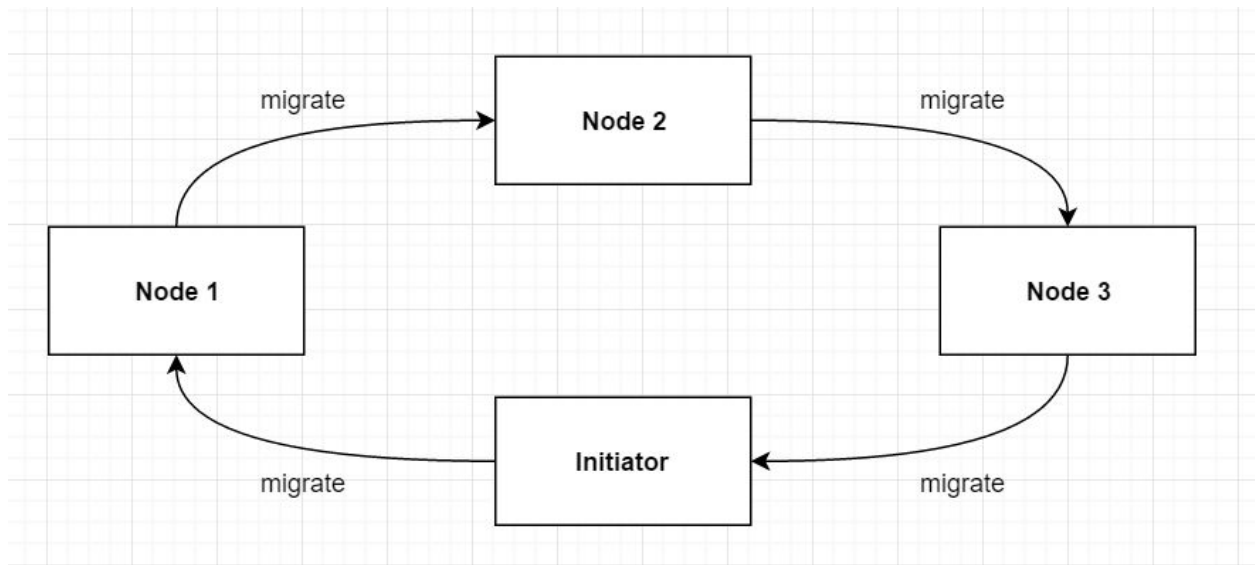 migrate
Node 2
migrate
Node 1
Node 3
Initiator
migrate
migrate